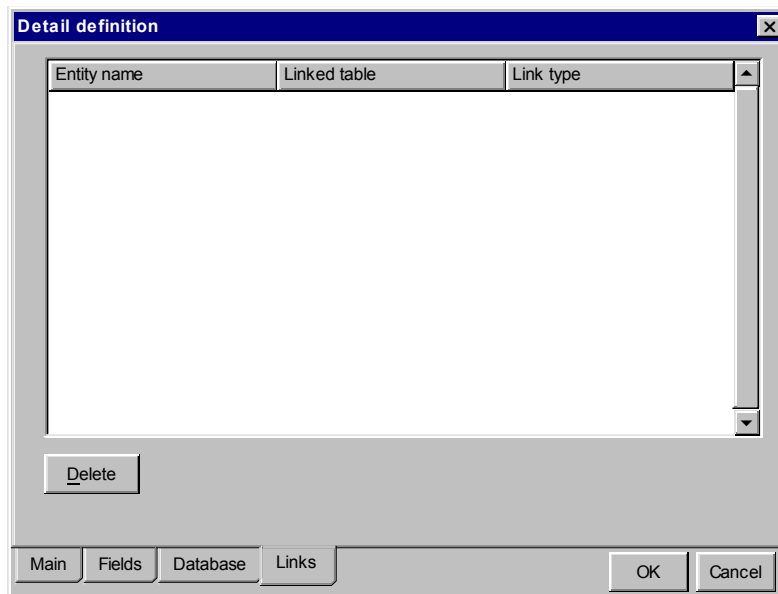 Detail definition
Entity name Linked table Link type
Delete
Main Fields Database Links
OK Cancel